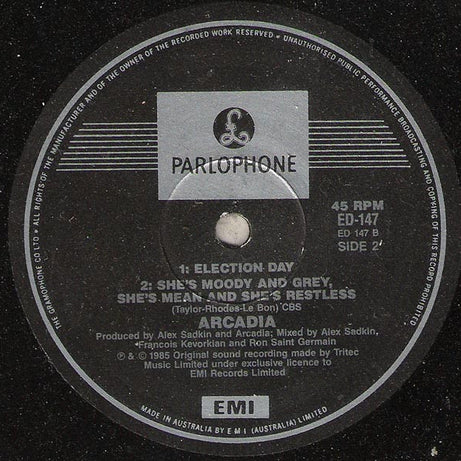 * ALL RIGHTS OF THE MANUFACTURER AND OF THE OWNER OF THE RECORDED WORK RESERVED * UNAUTHORISED PUBLIC PERFORMANCE BROADCASTING AND COPYING OF THIS RECORD PROHIBITED
THE GRAMOPHONE CO LTD
£
PARLOPHONE
45 RPM
ED-147
ED 147 B
SIDE 2
1: ELECTION DAY
2: SHE'S MOODY AND GREY,
SHE'S MEAN AND SHE'S RESTLESS
(Taylor-Rhodes-Le Bon) CBS
ARCADIA
Produced by Alex Sadkin and Arcadia; Mixed by Alex Sadkin,
Francois Kevorkian and Ron Saint Germain
℗ & © 1985 Original sound recording made by Tritec
Music Limited under exclusive licence to
EMI Records Limited
EMI
MADE IN AUSTRALIA BY E M I (AUSTRALIA) LIMITED